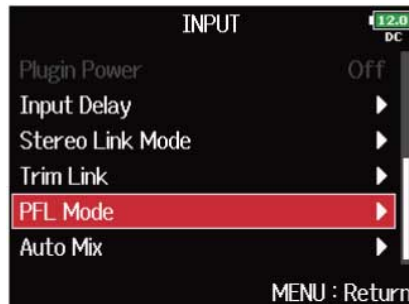 INPUT
12.0
DC
Plugin Power Off
Input Delay
Stereo Link Mode
Trim Link
PFL Mode
Auto Mix
MENU : Return